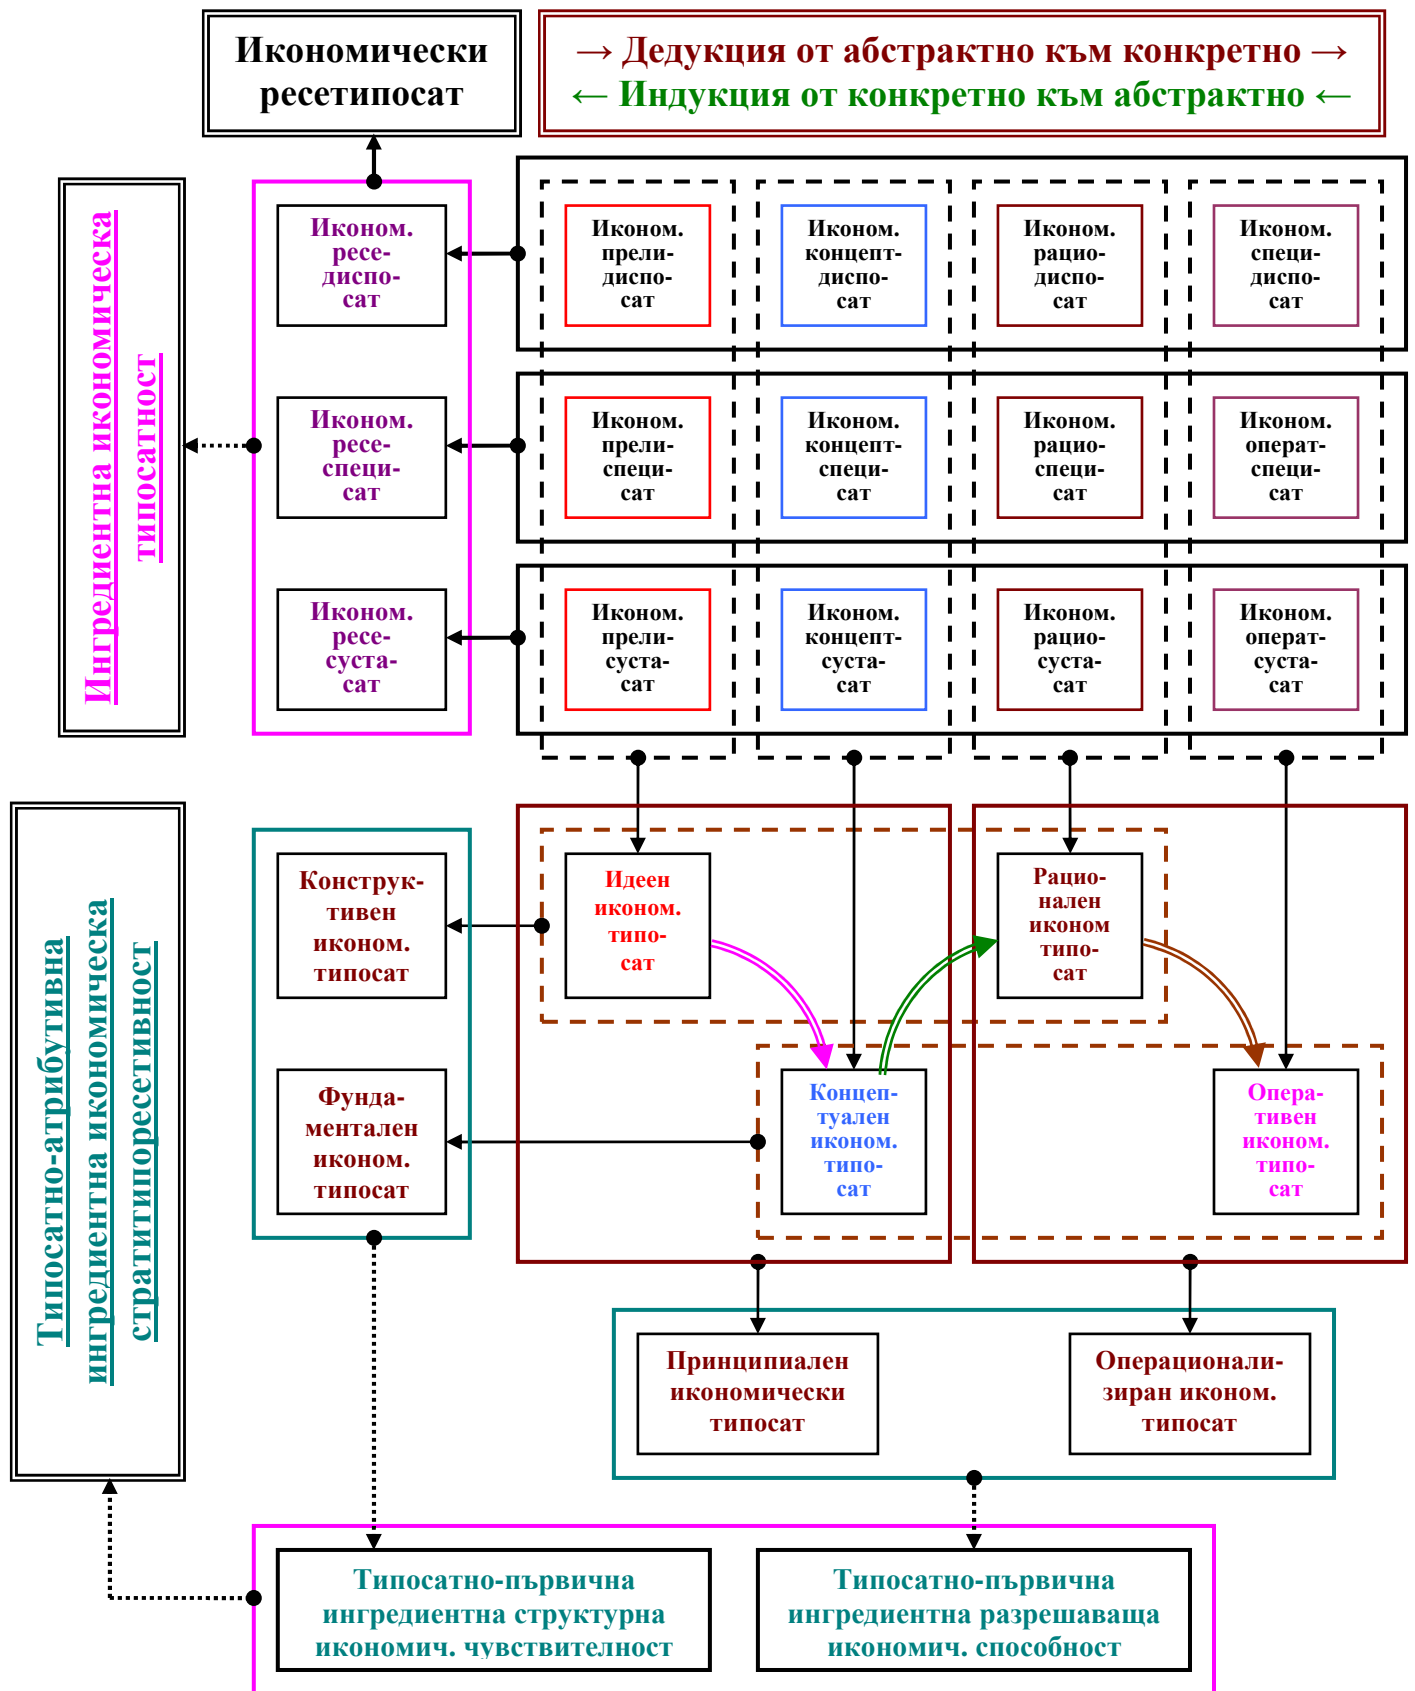 Икономически
ресетипосат
→ Дедукция от абстрактно към конкретно →
← Индукция от конкретно към абстрактно ←
Ингредиентна икономическа
типосатност
Иконом.
ресе-
диспо-
сат
Иконом.
прели-
диспо-
сат
Иконом.
концепт-
диспо-
сат
Иконом.
рацио-
диспо-
сат
Иконом.
специ-
диспо-
сат
Иконом.
ресе-
специ-
сат
Иконом.
прели-
специ-
сат
Иконом.
концепт-
специ-
сат
Иконом.
рацио-
специ-
сат
Иконом.
операт-
специ-
сат
Иконом.
ресе-
суста-
сат
Иконом.
прели-
суста-
сат
Иконом.
концепт-
суста-
сат
Иконом.
рацио-
суста-
сат
Иконом.
операт-
суста-
сат
Типосатно-атрибутивна
ингредиентна икономическа
стратитипоресетивност
Конструк-
тивен
иконом.
типосат
Идеен
иконом.
типо-
сат
Рацио-
нален
иконом
типо-
сат
Фунда-
ментален
иконом.
типосат
Концеп-
туален
иконом.
типо-
сат
Опера-
тивен
иконом.
типо-
сат
Принципиален
икономически
типосат
Операционали-
зиран иконом.
типосат
Типосатно-първична
ингредиентна структурна
икономич. чувствителност
Типосатно-първична
ингредиентна разрешаваща
икономич. способност